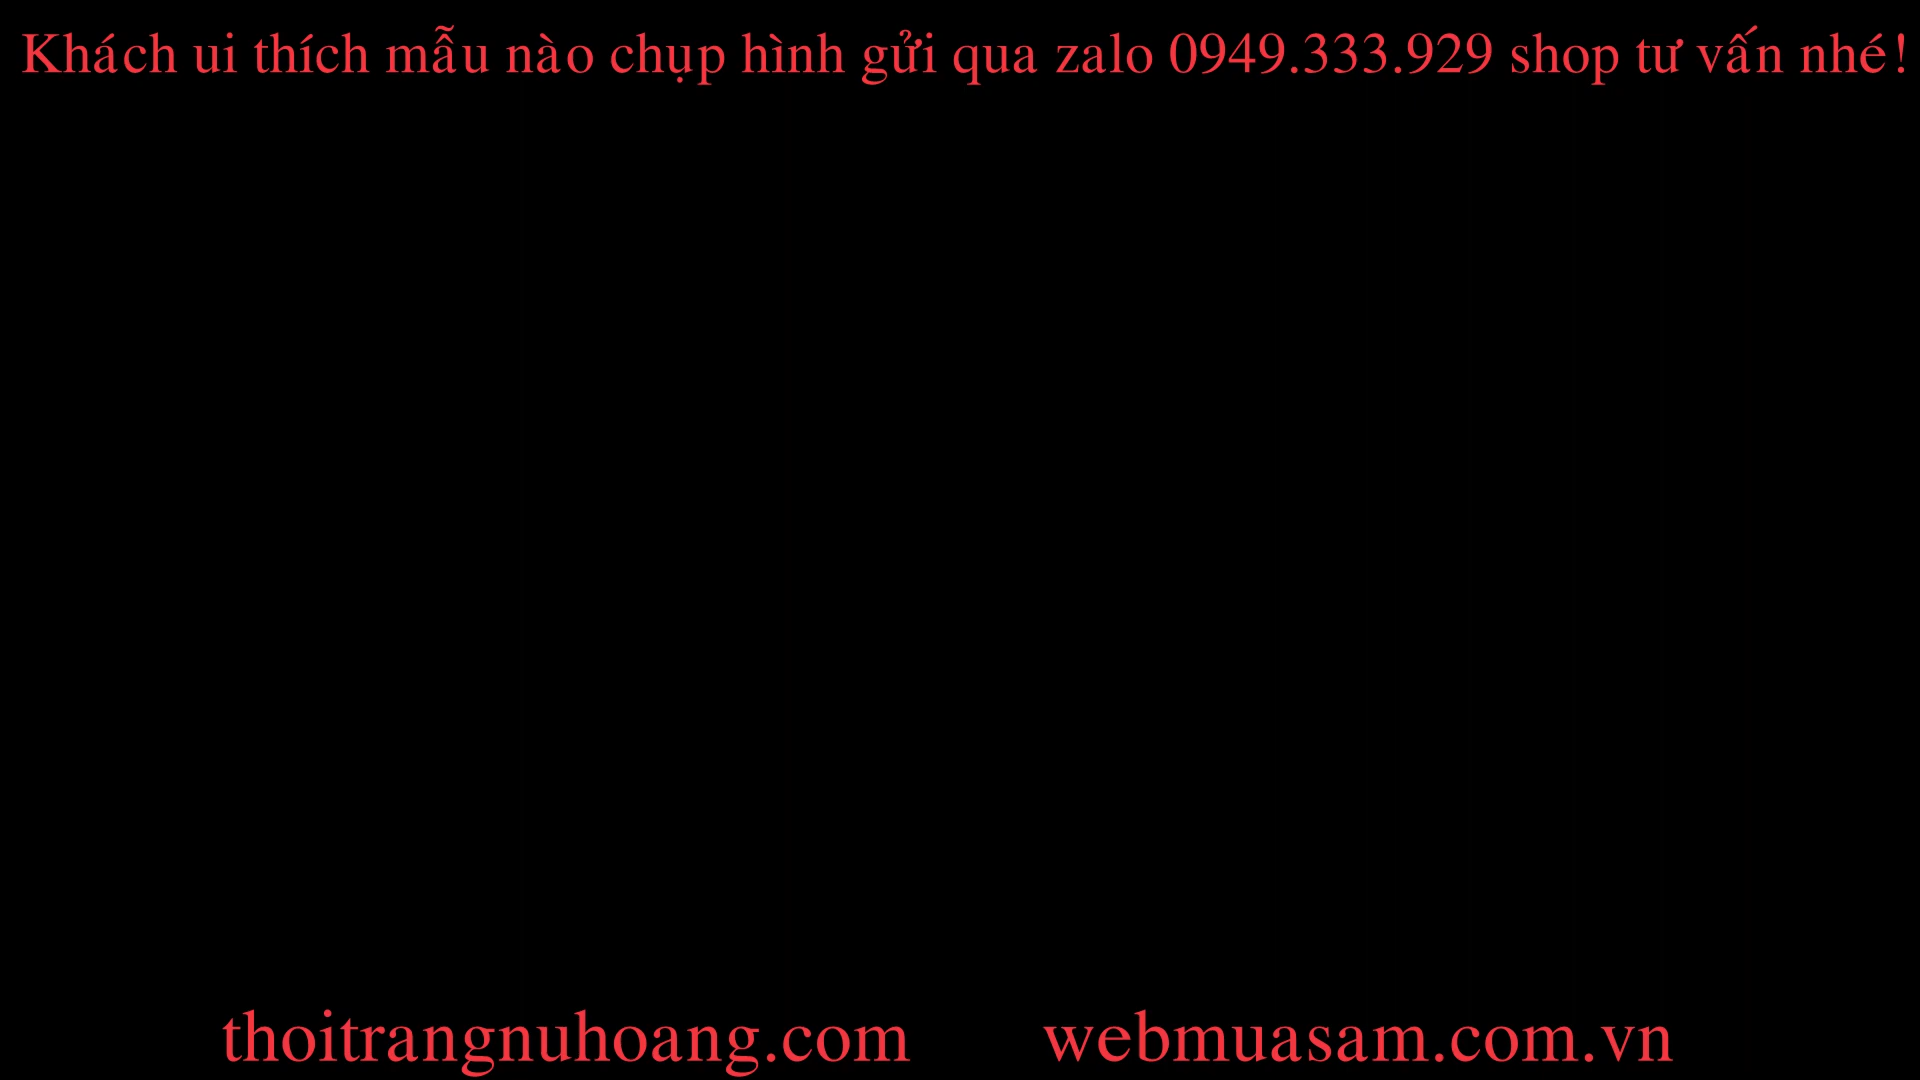 Khách ui thích mẫu nào chụp hình gửi qua zalo 0949.333.929 shop tư vấn nhé!
thoitrangnuhoang.com webmuasam.com.vn